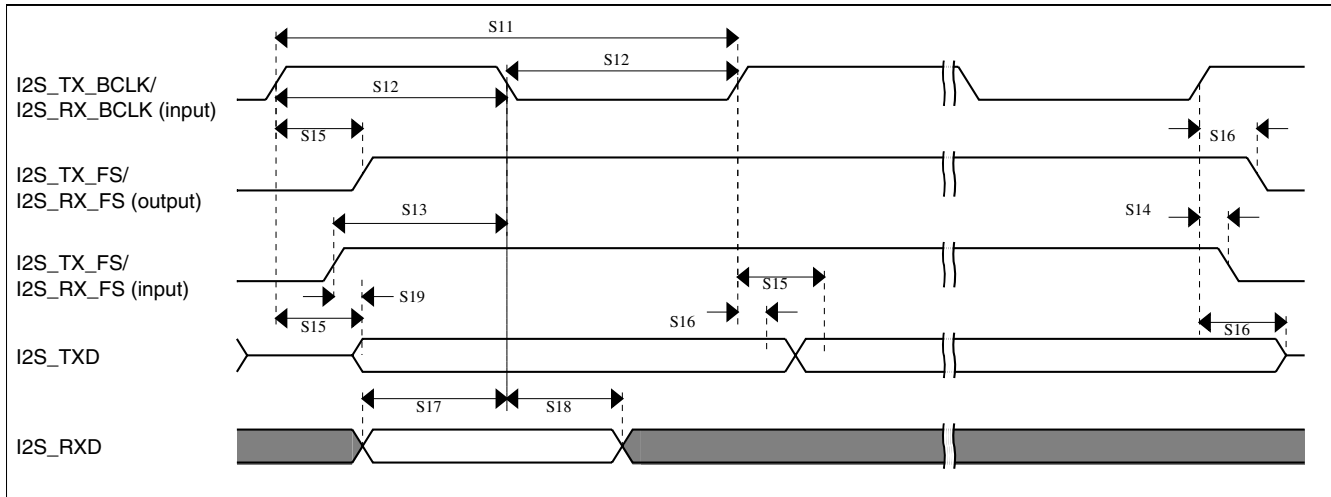 S11
I2S_TX_BCLK/
I2S_RX_BCLK (input)
S12
S12
S15
S16
I2S_TX_FS/
I2S_RX_FS (output)
S13
S14
I2S_TX_FS/
I2S_RX_FS (input)
S15
S19
S15
S16
S16
I2S_TXD
S17
S18
I2S_RXD